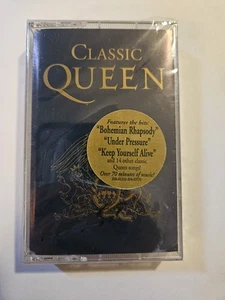 CLASSIC
QUEEN
Features the hits:
"Bohemian Rhapsody"
"Under Pressure"
"Keep Yourself Alive"
and 14 other classic
Queen songs!
Over 70 minutes of music!